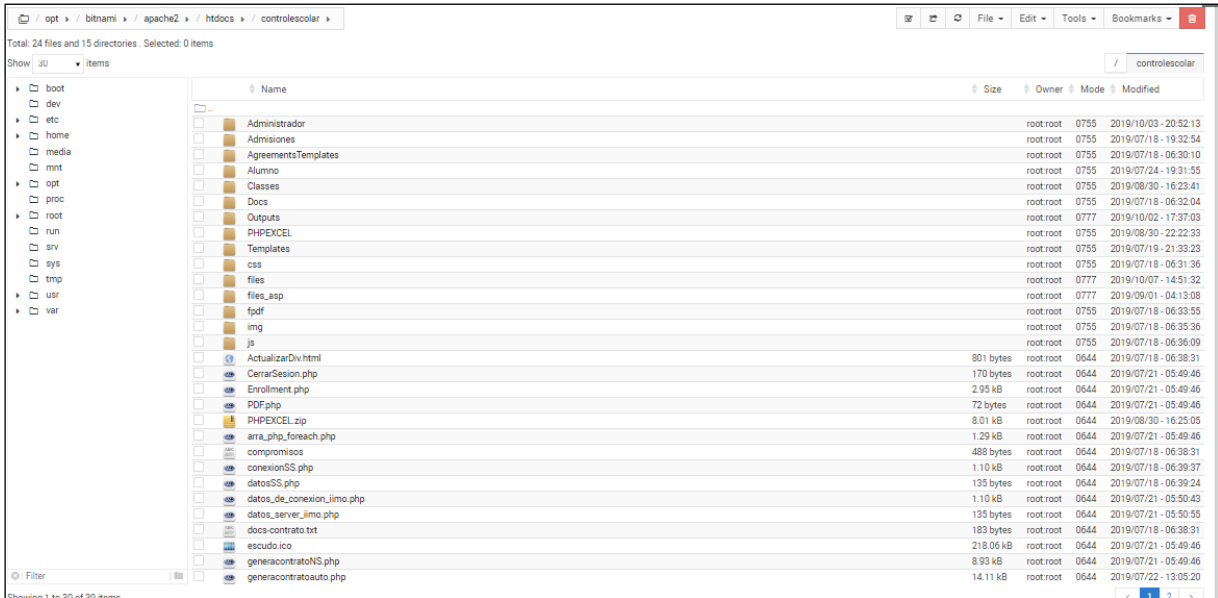 / opt / bitnami / apache2 / htdocs / controlescolar
File Edit Tools Bookmarks
Total: 24 files and 15 directories . Selected: 0 items
Show 30 items
/ controlescolar
boot
dev
etc
home
media
mnt
opt
proc
root
run
srv
sys
tmp
usr
var
Filter
Name Size Owner Mode Modified
..
Administrador root:root 0755 2019/10/03 - 20:52:13
Admisiones root:root 0755 2019/07/18 - 19:32:54
AgreementsTemplates root:root 0755 2019/07/18 - 06:30:10
Alumno root:root 0755 2019/07/24 - 19:31:55
Classes root:root 0755 2019/08/30 - 16:23:41
Docs root:root 0755 2019/07/18 - 06:32:04
Outputs root:root 0777 2019/10/02 - 17:37:03
PHPEXCEL root:root 0755 2019/08/30 - 22:22:33
Templates root:root 0755 2019/07/19 - 21:33:23
css root:root 0755 2019/07/18 - 06:31:36
files root:root 0777 2019/10/07 - 14:51:32
files_asp root:root 0777 2019/09/01 - 04:13:08
fpdf root:root 0755 2019/07/18 - 06:33:55
img root:root 0755 2019/07/18 - 06:35:36
js root:root 0755 2019/07/18 - 06:36:09
ActualizarDiv.html 801 bytes root:root 0644 2019/07/18 - 06:38:31
CerrarSesion.php 170 bytes root:root 0644 2019/07/21 - 05:49:46
Enrollment.php 2.95 kB root:root 0644 2019/07/21 - 05:49:46
PDF.php 72 bytes root:root 0644 2019/07/21 - 05:49:46
PHPEXCEL.zip 8.01 kB root:root 0644 2019/08/30 - 16:25:05
arra_php_foreach.php 1.29 kB root:root 0644 2019/07/21 - 05:49:46
compromisos 488 bytes root:root 0644 2019/07/18 - 06:38:31
conexionSS.php 1.10 kB root:root 0644 2019/07/18 - 06:39:37
datosSS.php 135 bytes root:root 0644 2019/07/18 - 06:39:24
datos_de_conexion_iimo.php 1.10 kB root:root 0644 2019/07/21 - 05:50:43
datos_server_iimo.php 135 bytes root:root 0644 2019/07/21 - 05:50:55
docs-contrato.txt 183 bytes root:root 0644 2019/07/18 - 06:38:31
escudo.ico 218.06 kB root:root 0644 2019/07/21 - 05:49:46
generacontratoNS.php 8.93 kB root:root 0644 2019/07/21 - 05:49:46
generacontratoauto.php 14.11 kB root:root 0644 2019/07/22 - 13:05:20
Showing 1 to 30 of 39 items
< 1 2 >